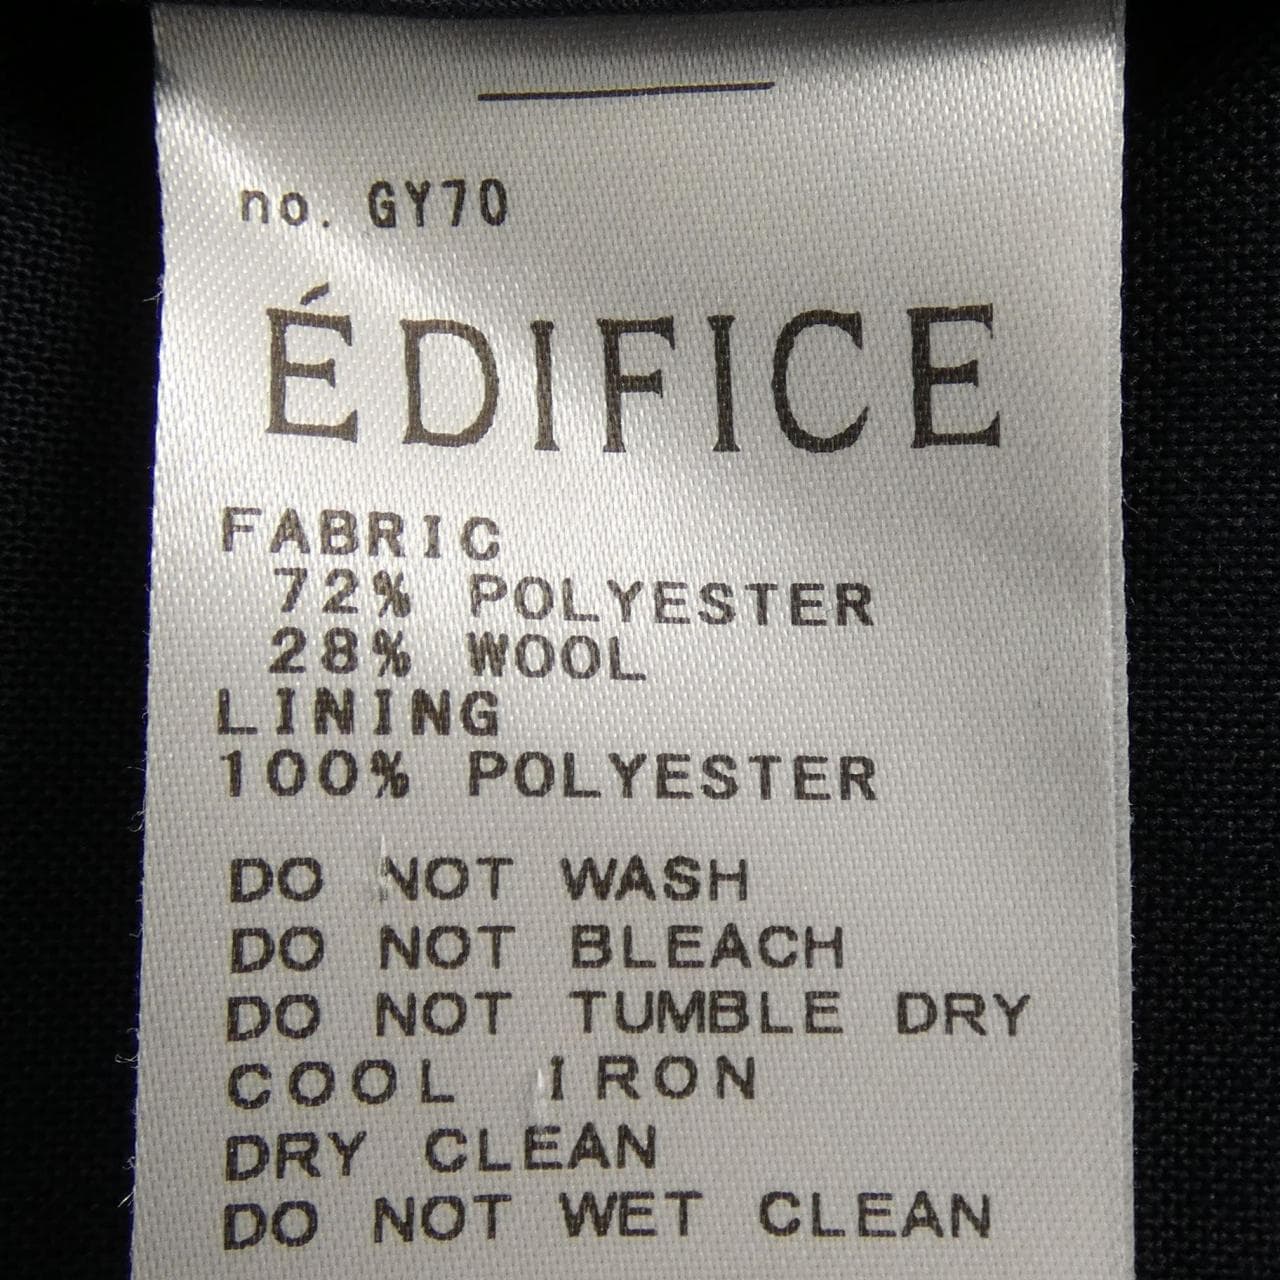 no. GY70
ÉDIFICE
FABRIC
72% POLYESTER
28% WOOL
LINING
100% POLYESTER
DO NOT WASH
DO NOT BLEACH
DO NOT TUMBLE DRY
COOL IRON
DRY CLEAN
DO NOT WET CLEAN